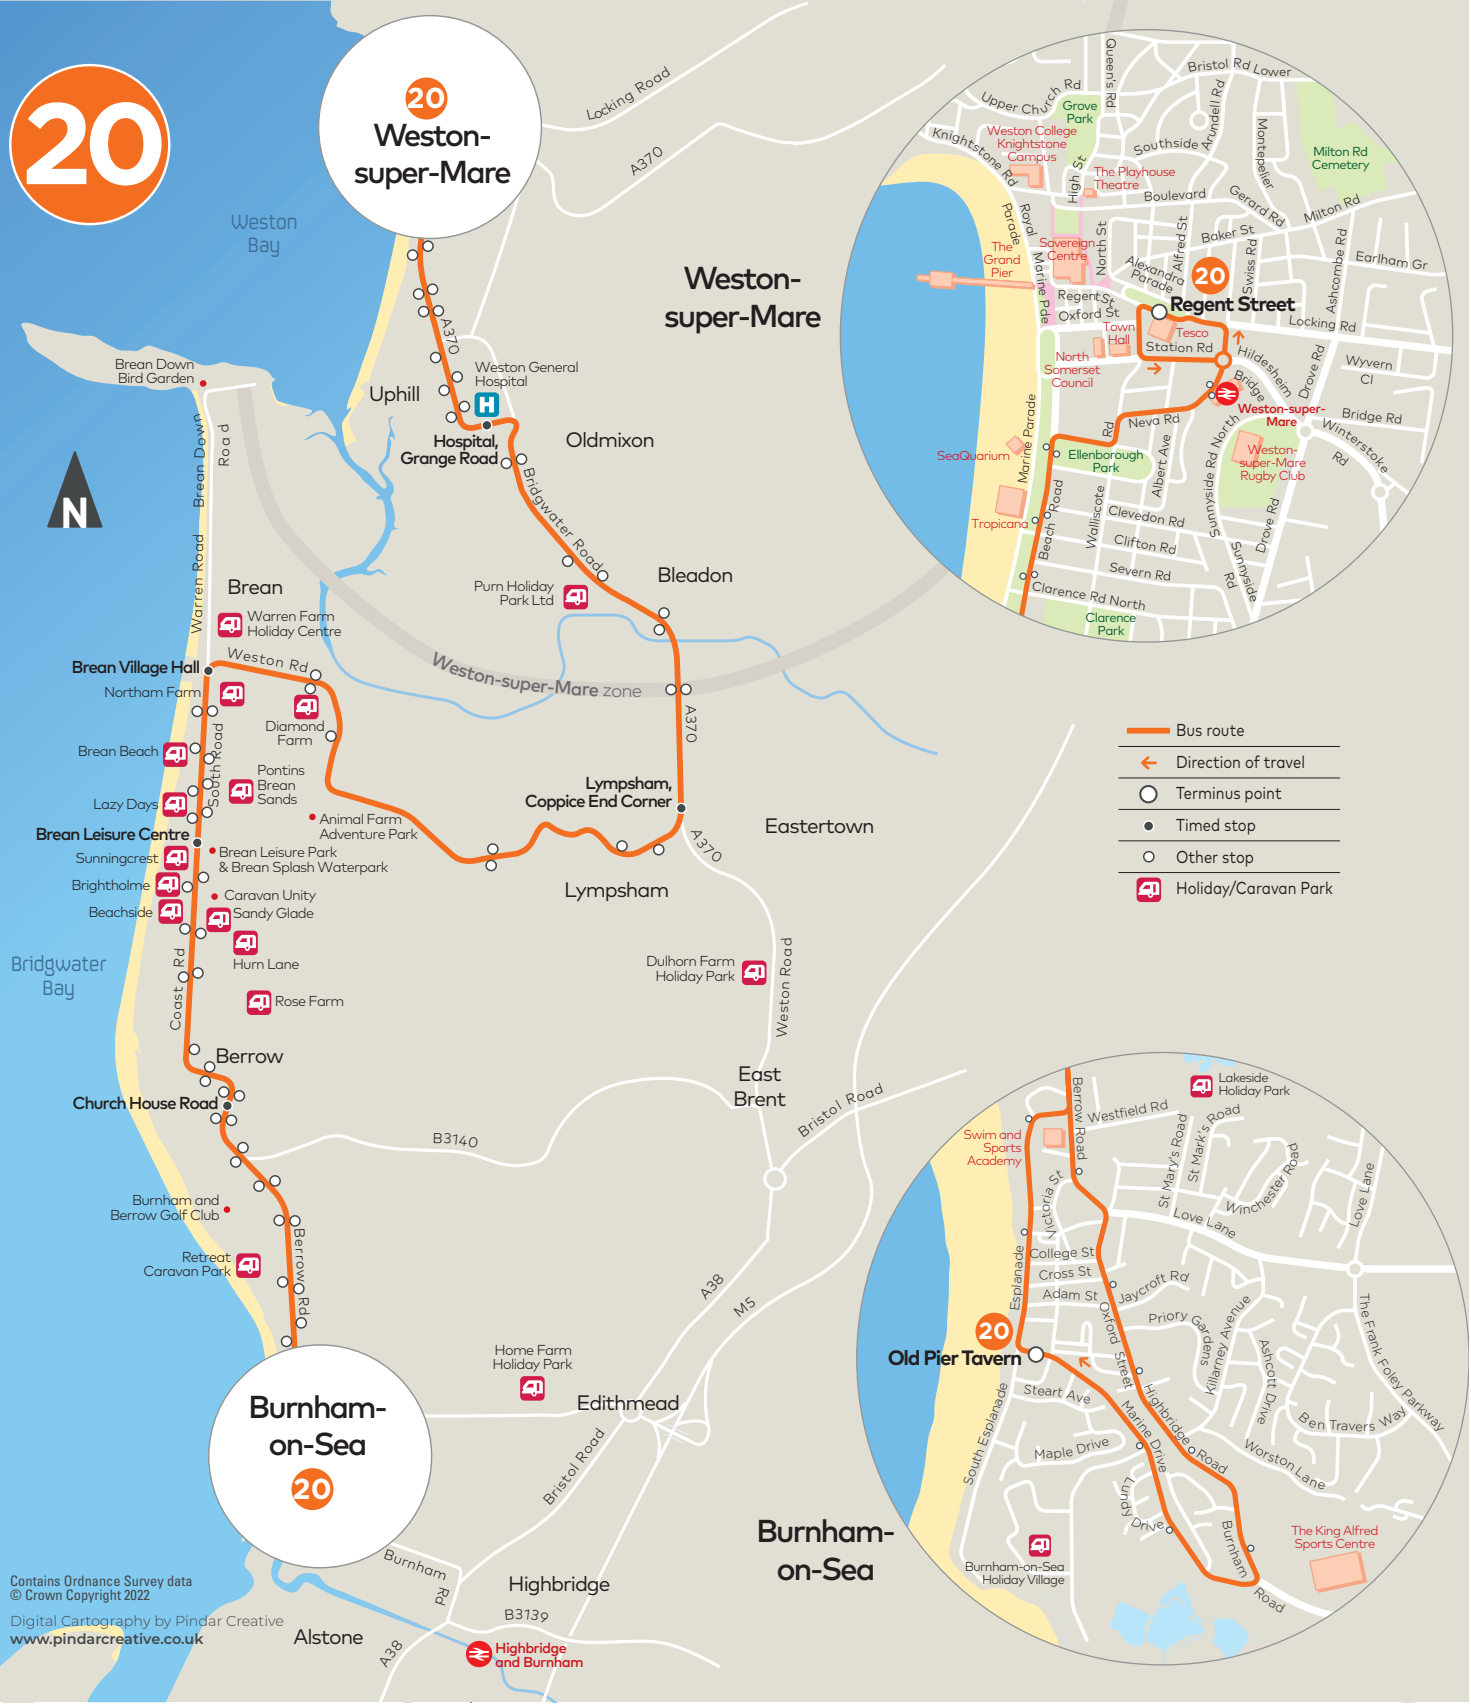 20
20
Weston-
super-Mare
Locking Road
A370
Weston
Bay
Weston-
super-Mare
Brean Down
Bird Garden
Brean Down
Road
A370
Uphill
Weston General
Hospital
H
Hospital,
Grange Road
Oldmixon
N
Bridgwater Road
Warren Road
Brean
Purn Holiday
Park Ltd
Bleadon
Warren Farm
Holiday Centre
Brean Village Hall
Weston Rd
Weston-super-Mare zone
Northam Farm
Diamond
Farm
A370
Brean Beach
South Road
Pontins
Brean
Sands
Lazy Days
Lympsham,
Coppice End Corner
Animal Farm
Adventure Park
Brean Leisure Centre
A370
Eastertown
Sunningcrest
Brean Leisure Park
& Brean Splash Waterpark
Brightholme
Lympsham
Caravan Unity
Beachside
Sandy Glade
Bridgwater
Bay
Hurn Lane
Coast Rd
Rose Farm
Dulhorn Farm
Holiday Park
Weston Road
Berrow
East
Brent
Church House Road
Bristol Road
B3140
Burnham and
Berrow Golf Club
Berrow Rd
Retreat
Caravan Park
A38
M5
Home Farm
Holiday Park
Burnham-
on-Sea
20
Edithmead
Bristol Road
Burnham-
on-Sea
Burnham
Rd
Highbridge
B3139
Alstone
A38
Highbridge
and Burnham
Contains Ordnance Survey data
© Crown Copyright 2022
Digital Cartography by Pindar Creative
www.pindarcreative.co.uk
Bus route
Direction of travel
Terminus point
Timed stop
Other stop
Holiday/Caravan Park
Queen's Rd
Bristol Rd Lower
Upper Church Rd
Grove
Park
Arundell Rd
Knightstone Rd
Weston College
Knightstone
Campus
Southside
Montepelier
Milton Rd
Cemetery
High St
The Playhouse
Theatre
Boulevard
Gerard Rd
Milton Rd
Royal
Parade
The
Grand
Pier
Sovereign
Centre
North St
Alfred St
Baker St
Swiss Rd
Ashcombe Rd
Earlham Gr
Marine Pde
Alexandra
Parade
20
Regent Street
Regent St
Oxford St
Town
Hall
Tesco
Locking Rd
Station Rd
North
Somerset
Council
Hildesheim
Bridge
Drove Rd
Wyvern
Cl
Weston-super-
Mare
Bridge Rd
Marine Parade
Neva Rd
Rd
Winterstoke
Rd
SeaQuarium
Ellenborough
Park
Albert Ave
Sunnyside Rd North
Weston-
super-Mare
Rugby Club
Tropicana
Beach Road
Walliscote
Clevedon Rd
Clifton Rd
Drove Rd
Severn Rd
Sunnyside
Rd
Clarence Rd North
Clarence
Park
Lakeside
Holiday Park
Berrow Road
Westfield Rd
Swim and
Sports
Academy
St Mary's Road
St Mark's Road
Winchester Road
Love Lane
Victoria St
Love Lane
College St
Esplanade
Cross St
Adam St
Jaycroft Rd
Oxford Street
Priory Gardens
Killarney Avenue
The Frank Foley Parkway
20
Old Pier Tavern
Ashcott Drive
Steart Ave
Highbridge Road
Marine Drive
Ben Travers Way
South Esplanade
Maple Drive
Worston Lane
Lundy
Drive
Burnham
Road
The King Alfred
Sports Centre
Burnham-on-Sea
Holiday Village